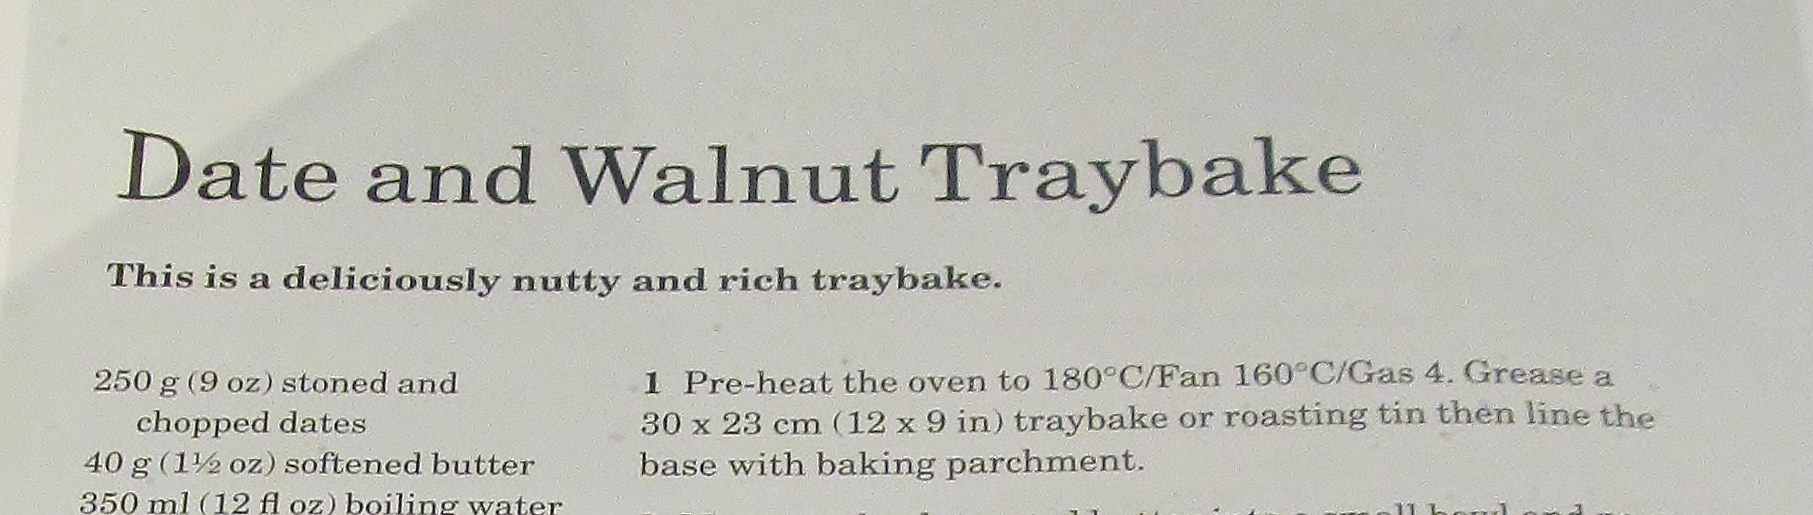 Date and Walnut Traybake
This is a deliciously nutty and rich traybake.
250 g (9 oz) stoned and
chopped dates
40 g (1½ oz) softened butter
350 ml (12 fl oz) boiling water
1 Pre-heat the oven to 180°C/Fan 160°C/Gas 4. Grease a
30 x 23 cm (12 x 9 in) traybake or roasting tin then line the
base with baking parchment.